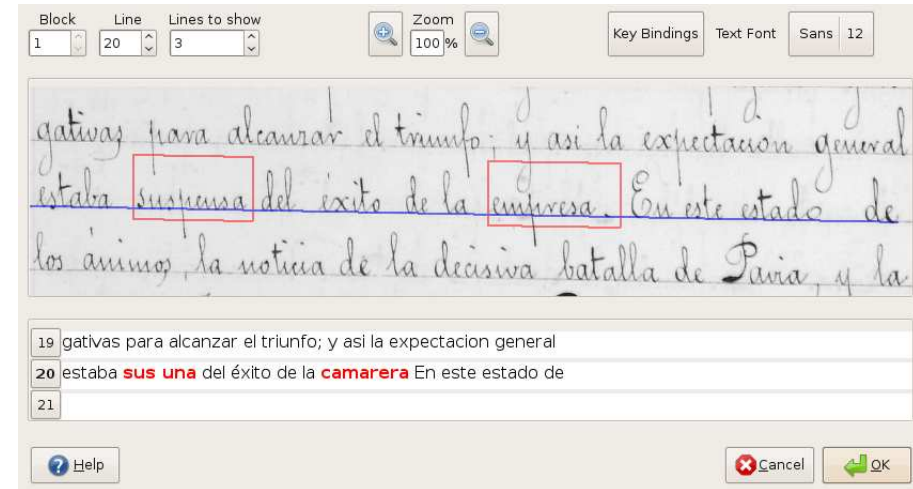 Block Line Lines to show Zoom
1 20 3 100 % Key Bindings Text Font Sans 12
gativas para alcanzar el triunfo; y asi la expectacion general
estaba suspensa del éxito de la empresa. En este estado de
los ánimos, la noticia de la decisiva batalla de Pavia, y la
19 gativas para alcanzar el triunfo; y asi la expectacion general
20 estaba sus una del éxito de la camarera En este estado de
21
Help Cancel OK